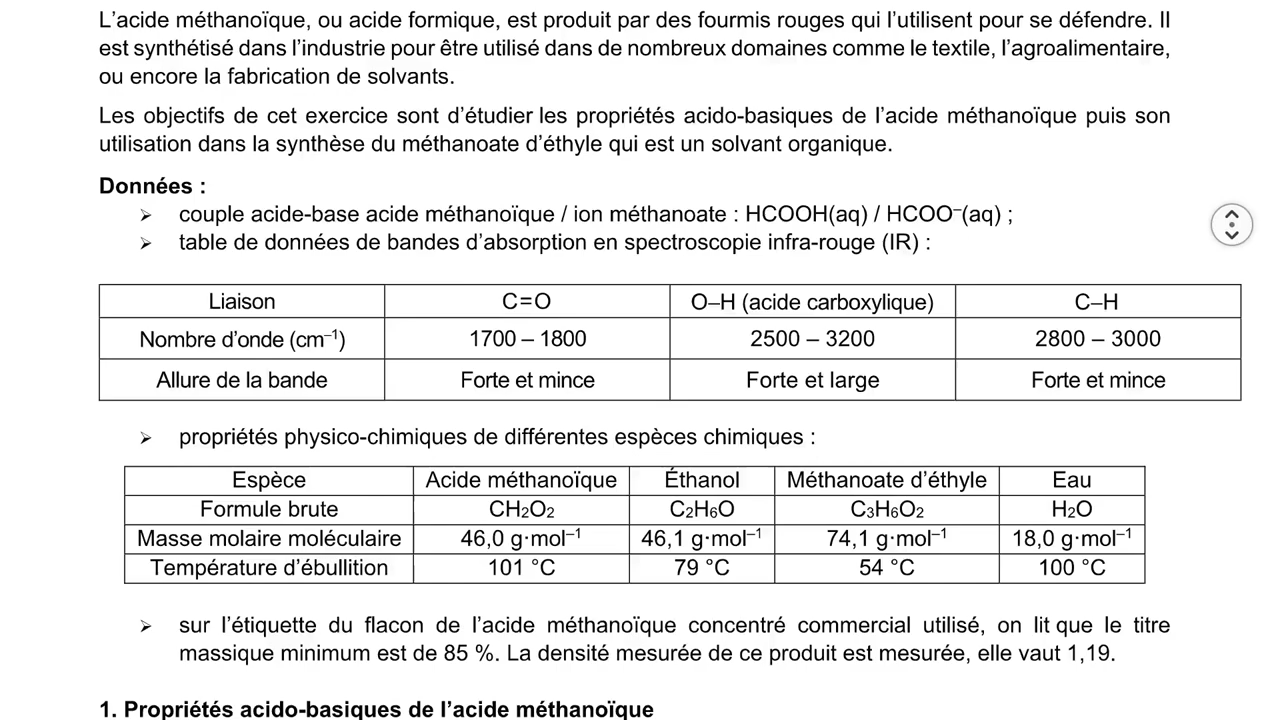 L’acide méthanoïque, ou acide formique, est produit par des fourmis rouges qui l’utilisent pour se défendre. Il
est synthétisé dans l’industrie pour être utilisé dans de nombreux domaines comme le textile, l’agroalimentaire,
ou encore la fabrication de solvants.
Les objectifs de cet exercice sont d’étudier les propriétés acido-basiques de l’acide méthanoïque puis son
utilisation dans la synthèse du méthanoate d’éthyle qui est un solvant organique.
Données :
➢ couple acide-base acide méthanoïque / ion méthanoate : HCOOH(aq) / HCOO⁻(aq) ;
➢ table de données de bandes d’absorption en spectroscopie infra-rouge (IR) :
Liaison C=O O–H (acide carboxylique) C–H
Nombre d’onde (cm⁻¹) 1700 – 1800 2500 – 3200 2800 – 3000
Allure de la bande Forte et mince Forte et large Forte et mince
➢ propriétés physico-chimiques de différentes espèces chimiques :
Espèce Acide méthanoïque Éthanol Méthanoate d’éthyle Eau
Formule brute CH₂O₂ C₂H₆O C₃H₆O₂ H₂O
Masse molaire moléculaire 46,0 g·mol⁻¹ 46,1 g·mol⁻¹ 74,1 g·mol⁻¹ 18,0 g·mol⁻¹
Température d’ébullition 101 °C 79 °C 54 °C 100 °C
➢ sur l’étiquette du flacon de l’acide méthanoïque concentré commercial utilisé, on lit que le titre
massique minimum est de 85 %. La densité mesurée de ce produit est mesurée, elle vaut 1,19.
1. Propriétés acido-basiques de l’acide méthanoïque